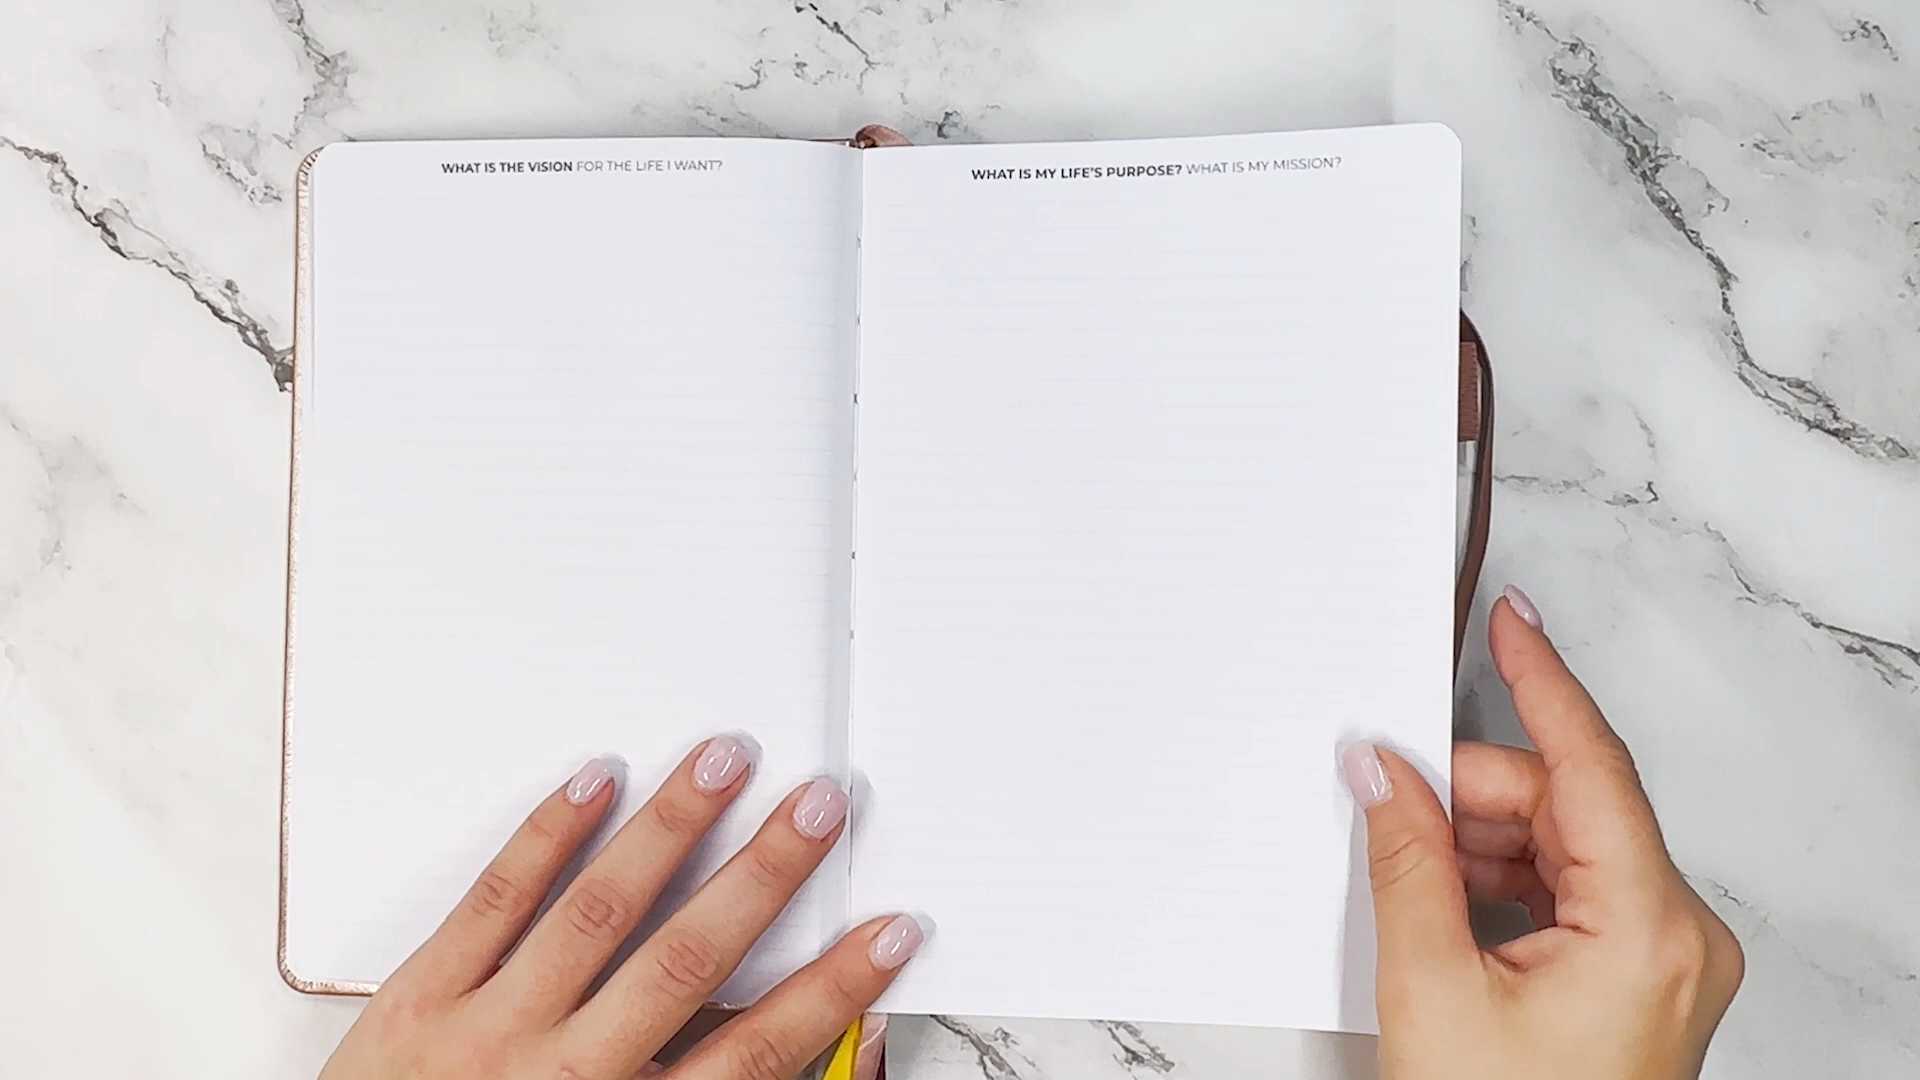 WHAT IS THE VISION FOR THE LIFE I WANT?
WHAT IS MY LIFE'S PURPOSE? WHAT IS MY MISSION?